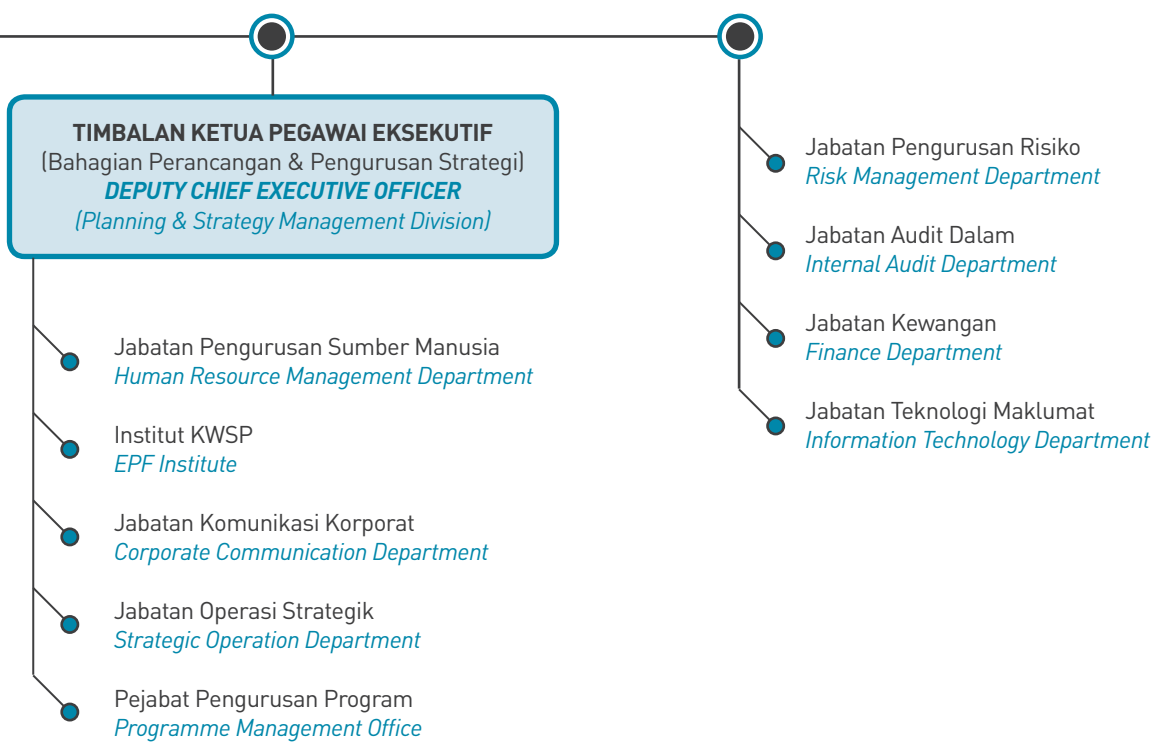 TIMBALAN KETUA PEGAWAI EKSEKUTIF
(Bahagian Perancangan & Pengurusan Strategi)
DEPUTY CHIEF EXECUTIVE OFFICER
(Planning & Strategy Management Division)
Jabatan Pengurusan Sumber Manusia
Human Resource Management Department
Institut KWSP
EPF Institute
Jabatan Komunikasi Korporat
Corporate Communication Department
Jabatan Operasi Strategik
Strategic Operation Department
Pejabat Pengurusan Program
Programme Management Office
Jabatan Pengurusan Risiko
Risk Management Department
Jabatan Audit Dalam
Internal Audit Department
Jabatan Kewangan
Finance Department
Jabatan Teknologi Maklumat
Information Technology Department